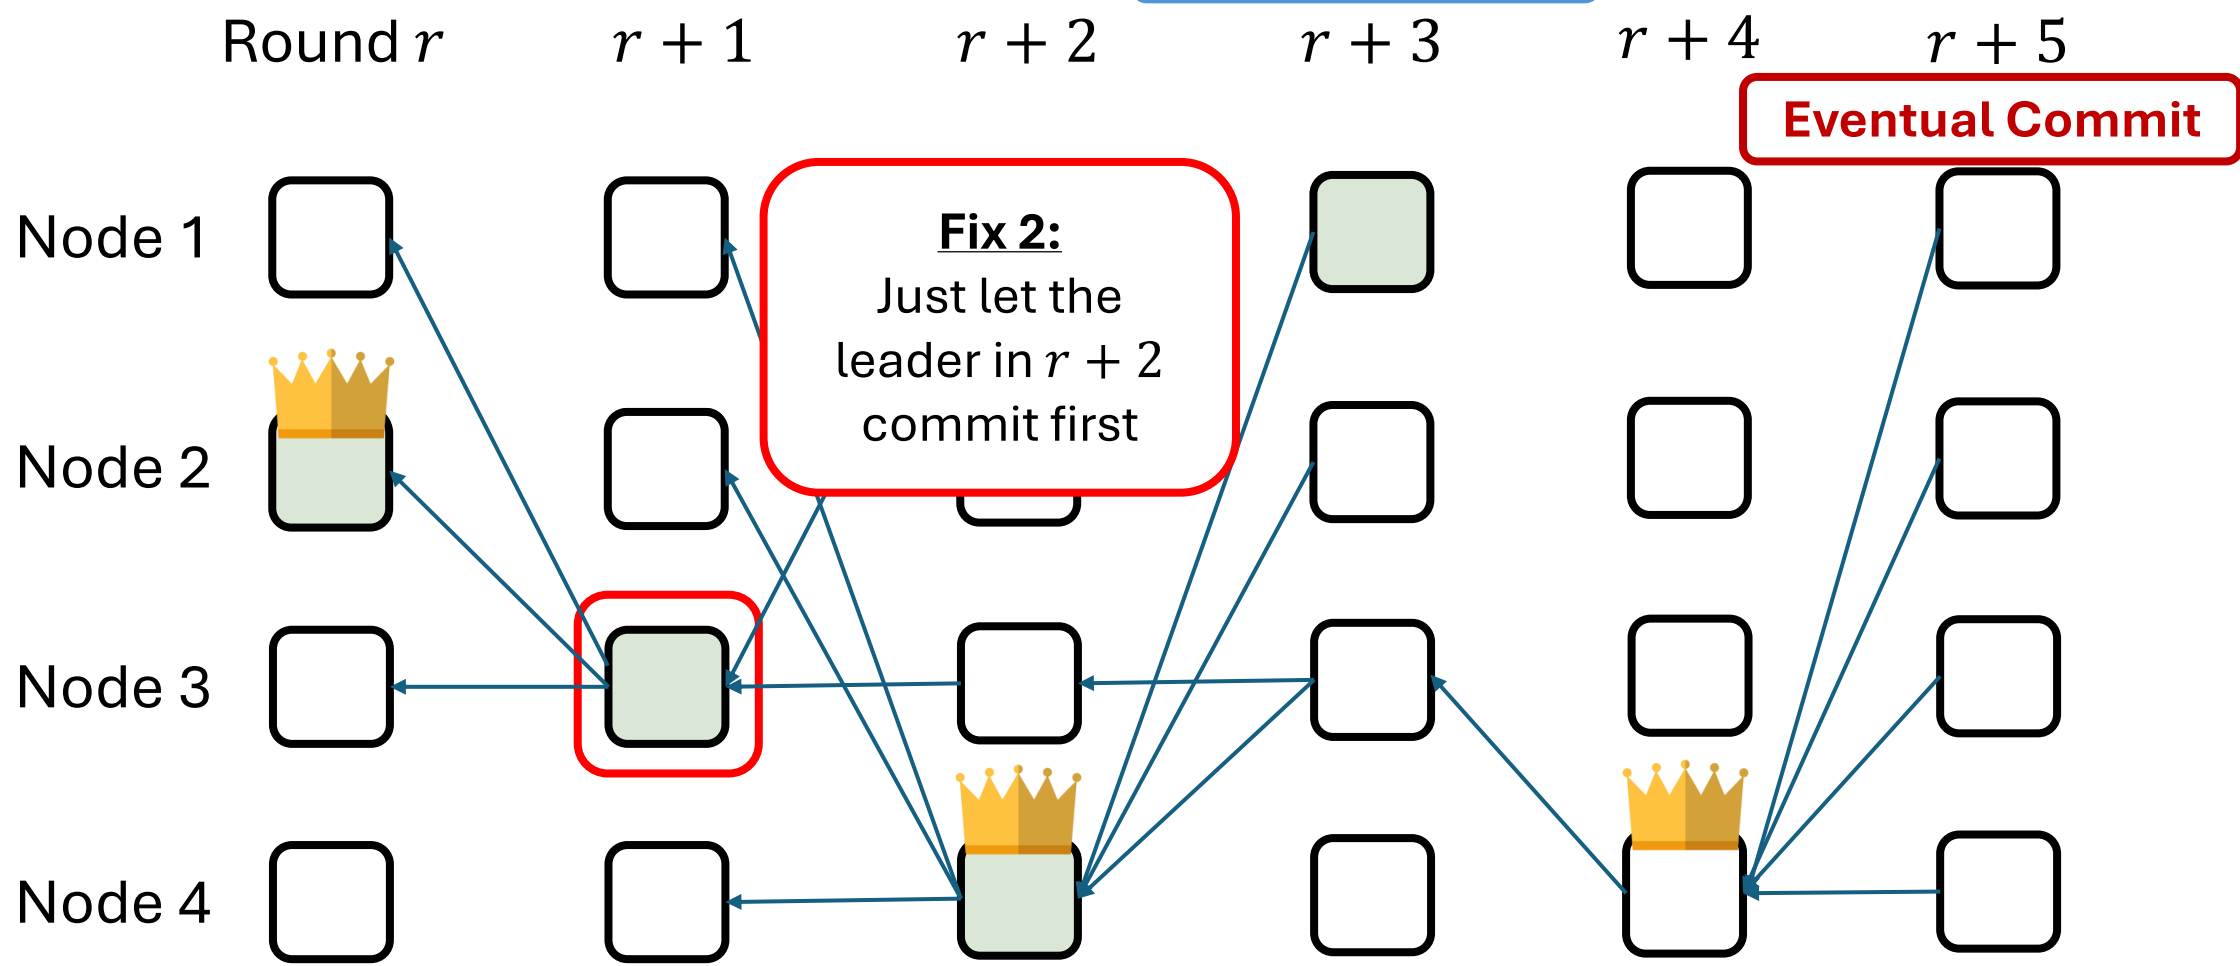 Round r r + 1 r + 2 r + 3 r + 4 r + 5
Eventual Commit
Node 1
Fix 2:
Just let the
leader in r + 2
commit first
Node 2
Node 3
Node 4